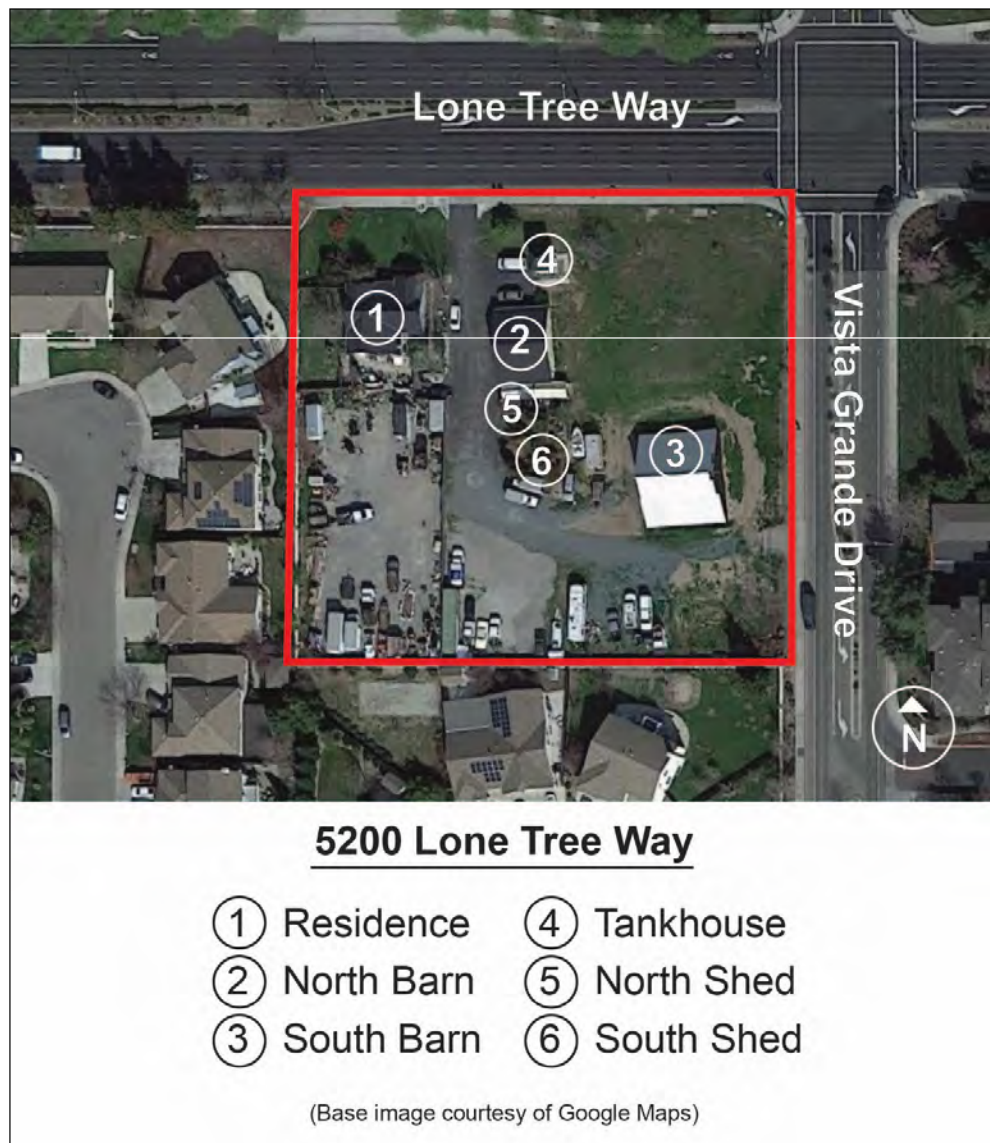 Lone Tree Way
4
1
2
5
6
3
Vista Grande Drive
N
5200 Lone Tree Way
1 Residence
2 North Barn
3 South Barn
4 Tankhouse
5 North Shed
6 South Shed
(Base image courtesy of Google Maps)